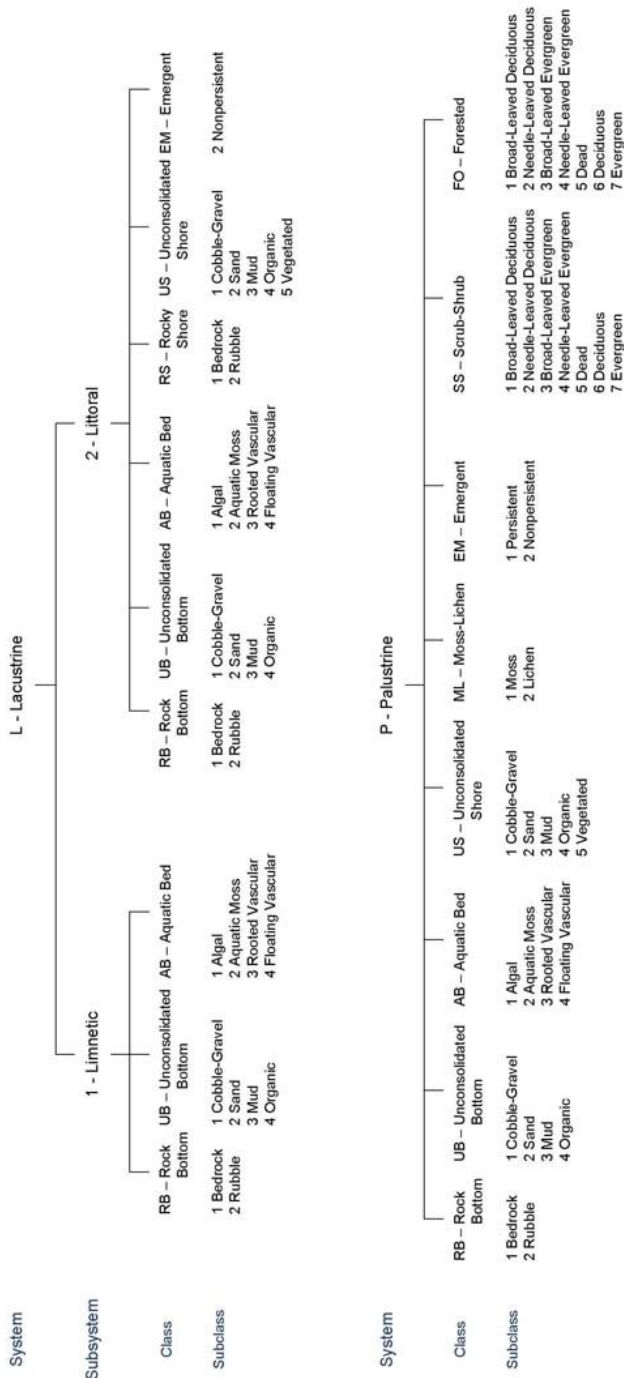 System
L - Lacustrine
Subsystem
1 - Limnetic
2 - Littoral
Class
RB – Rock
Bottom
UB – Unconsolidated
Bottom
AB – Aquatic Bed
RB – Rock
Bottom
UB – Unconsolidated
Bottom
AB – Aquatic Bed
RS – Rocky
Shore
US – Unconsolidated
Shore
EM – Emergent
Subclass
1 Bedrock
2 Rubble
1 Cobble-Gravel
2 Sand
3 Mud
4 Organic
1 Algal
2 Aquatic Moss
3 Rooted Vascular
4 Floating Vascular
1 Bedrock
2 Rubble
1 Cobble-Gravel
2 Sand
3 Mud
4 Organic
1 Algal
2 Aquatic Moss
3 Rooted Vascular
4 Floating Vascular
1 Bedrock
2 Rubble
1 Cobble-Gravel
2 Sand
3 Mud
4 Organic
5 Vegetated
2 Nonpersistent
System
P - Palustrine
Class
RB – Rock
Bottom
UB – Unconsolidated
Bottom
AB – Aquatic Bed
US – Unconsolidated
Shore
ML – Moss-Lichen
EM – Emergent
SS – Scrub-Shrub
FO – Forested
Subclass
1 Bedrock
2 Rubble
1 Cobble-Gravel
2 Sand
3 Mud
4 Organic
1 Algal
2 Aquatic Moss
3 Rooted Vascular
4 Floating Vascular
1 Cobble-Gravel
2 Sand
3 Mud
4 Organic
5 Vegetated
1 Moss
2 Lichen
1 Persistent
2 Nonpersistent
1 Broad-Leaved Deciduous
2 Needle-Leaved Deciduous
3 Broad-Leaved Evergreen
4 Needle-Leaved Evergreen
5 Dead
6 Deciduous
7 Evergreen
1 Broad-Leaved Deciduous
2 Needle-Leaved Deciduous
3 Broad-Leaved Evergreen
4 Needle-Leaved Evergreen
5 Dead
6 Deciduous
7 Evergreen